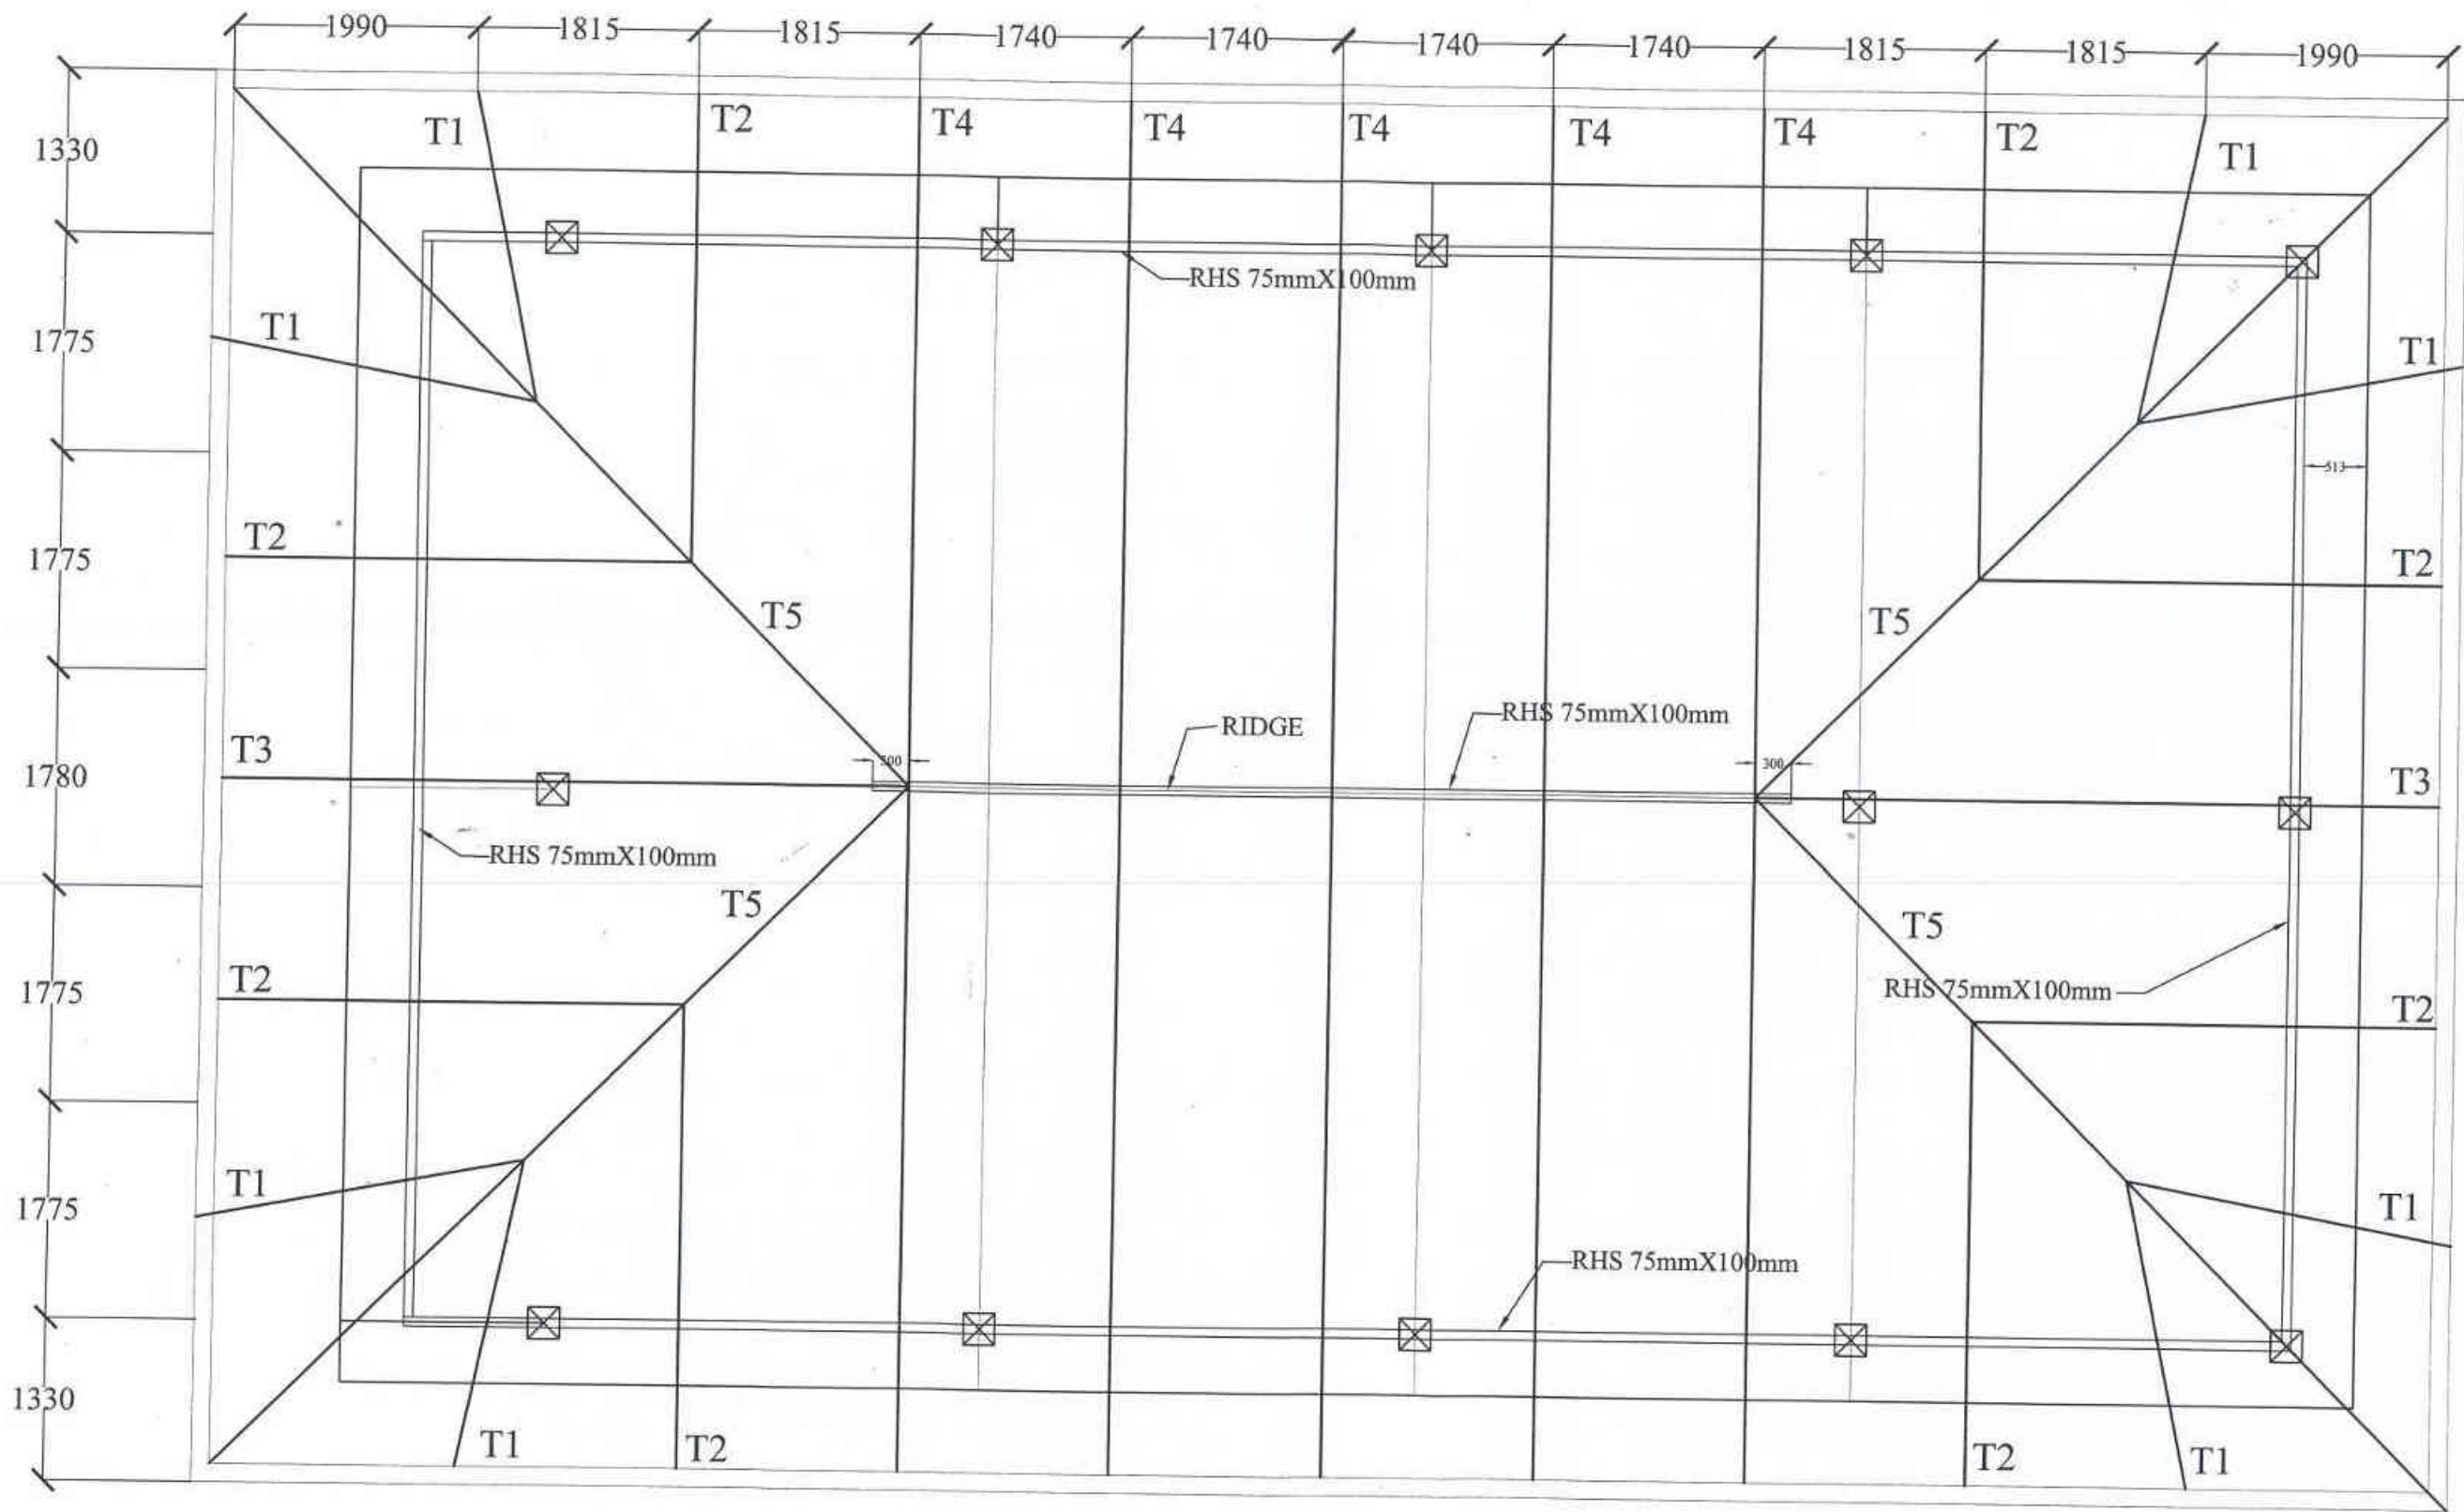 1990 1815 1815 1740 1740 1740 1740 1815 1815 1990
T1 T2 T4 T4 T4 T4 T4 T2 T1
1330
RHS 75mmX100mm
T1 T1
1775
513
T2 T2
1775
T5 T5
RIDGE RHS 75mmX100mm
T3 300 300 T3
1780
RHS 75mmX100mm
T5 T5
T2 RHS 75mmX100mm T2
1775
T1 T1
1775
RHS 75mmX100mm
1330
T1 T2 T2 T1